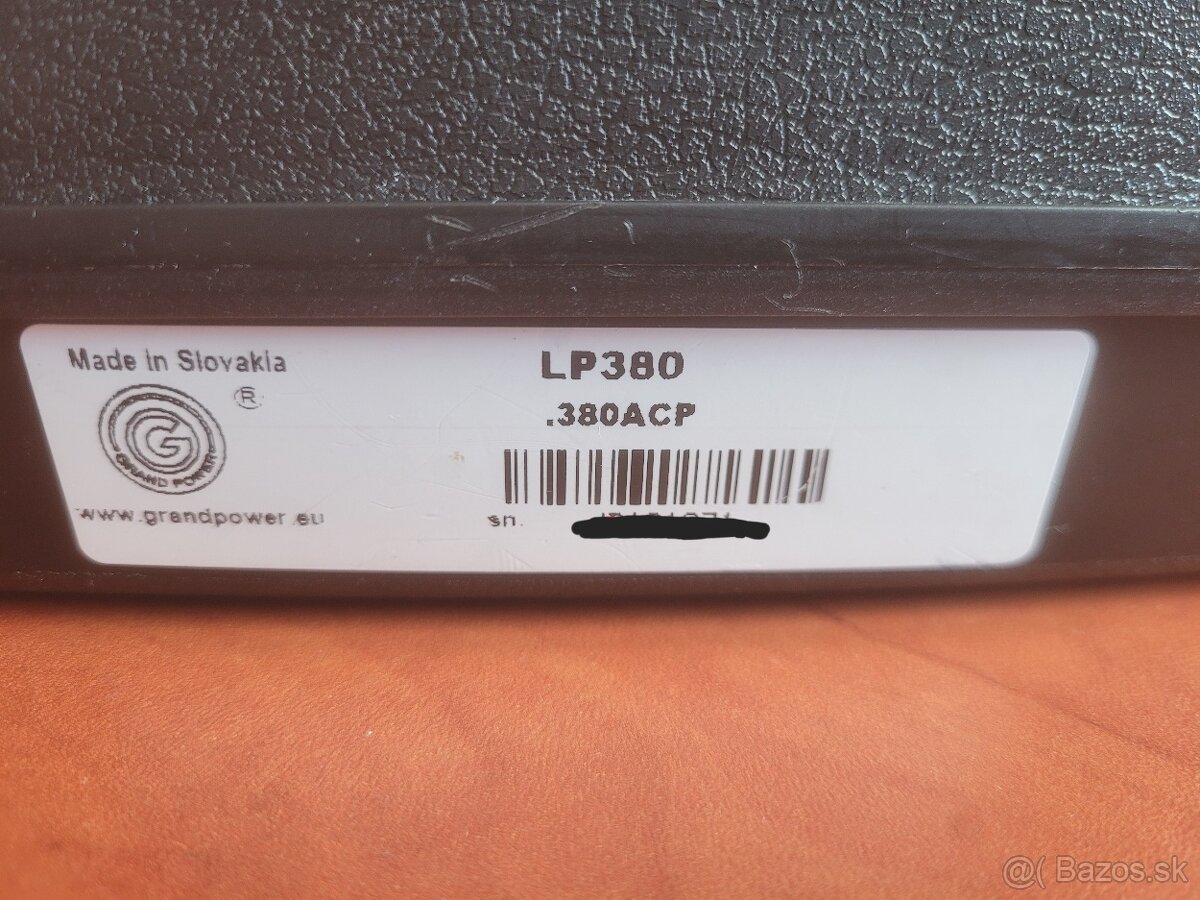 Made in Slovakia
LP380
®
.380ACP
G
GRAND POWER
www.grandpower.eu
sn.
@( Bazos.sk